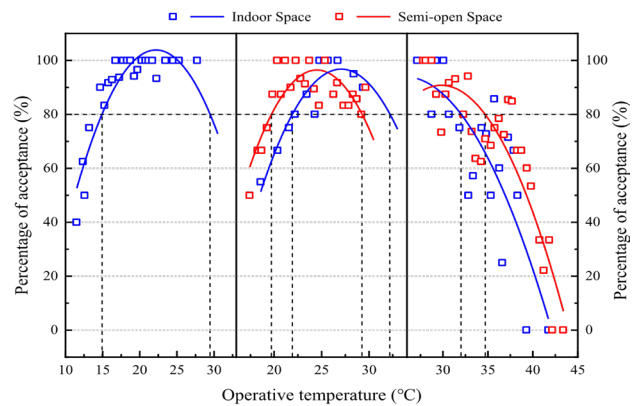 Indoor Space
Semi-open Space
Percentage of acceptance (%)
100
80
60
40
20
0
10 15 20 25 30 20 25 30 30 35 40 45
Operative temperature (℃)
100
80
60
40
20
0
Percentage of acceptance (%)